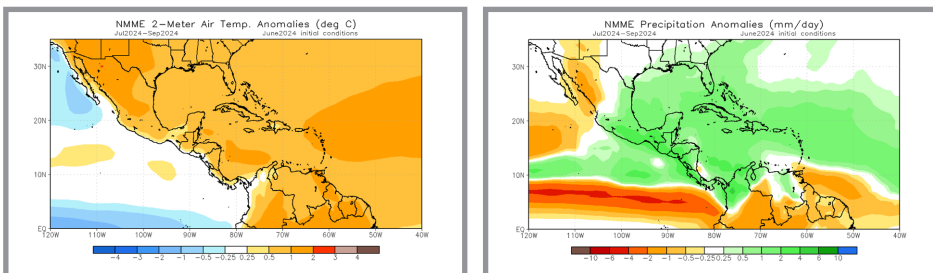 NMME 2-Meter Air Temp. Anomalies (deg C)
Jul2024-Sep2024 June2024 initial conditions
30N
20N
10N
EQ
120W 110W 100W 90W 80W 70W 60W 50W 40W
-4 -3 -2 -1 -0.5 -0.25 0.25 0.5 1 2 3 4
NMME Precipitation Anomalies (mm/day)
Jul2024-Sep2024 June2024 initial conditions
30N
20N
10N
EQ
120W 110W 100W 90W 80W 70W 60W 50W 40W
-10 -6 -4 -2 -1 -0.5-0.25 0.25 0.5 1 2 4 6 10